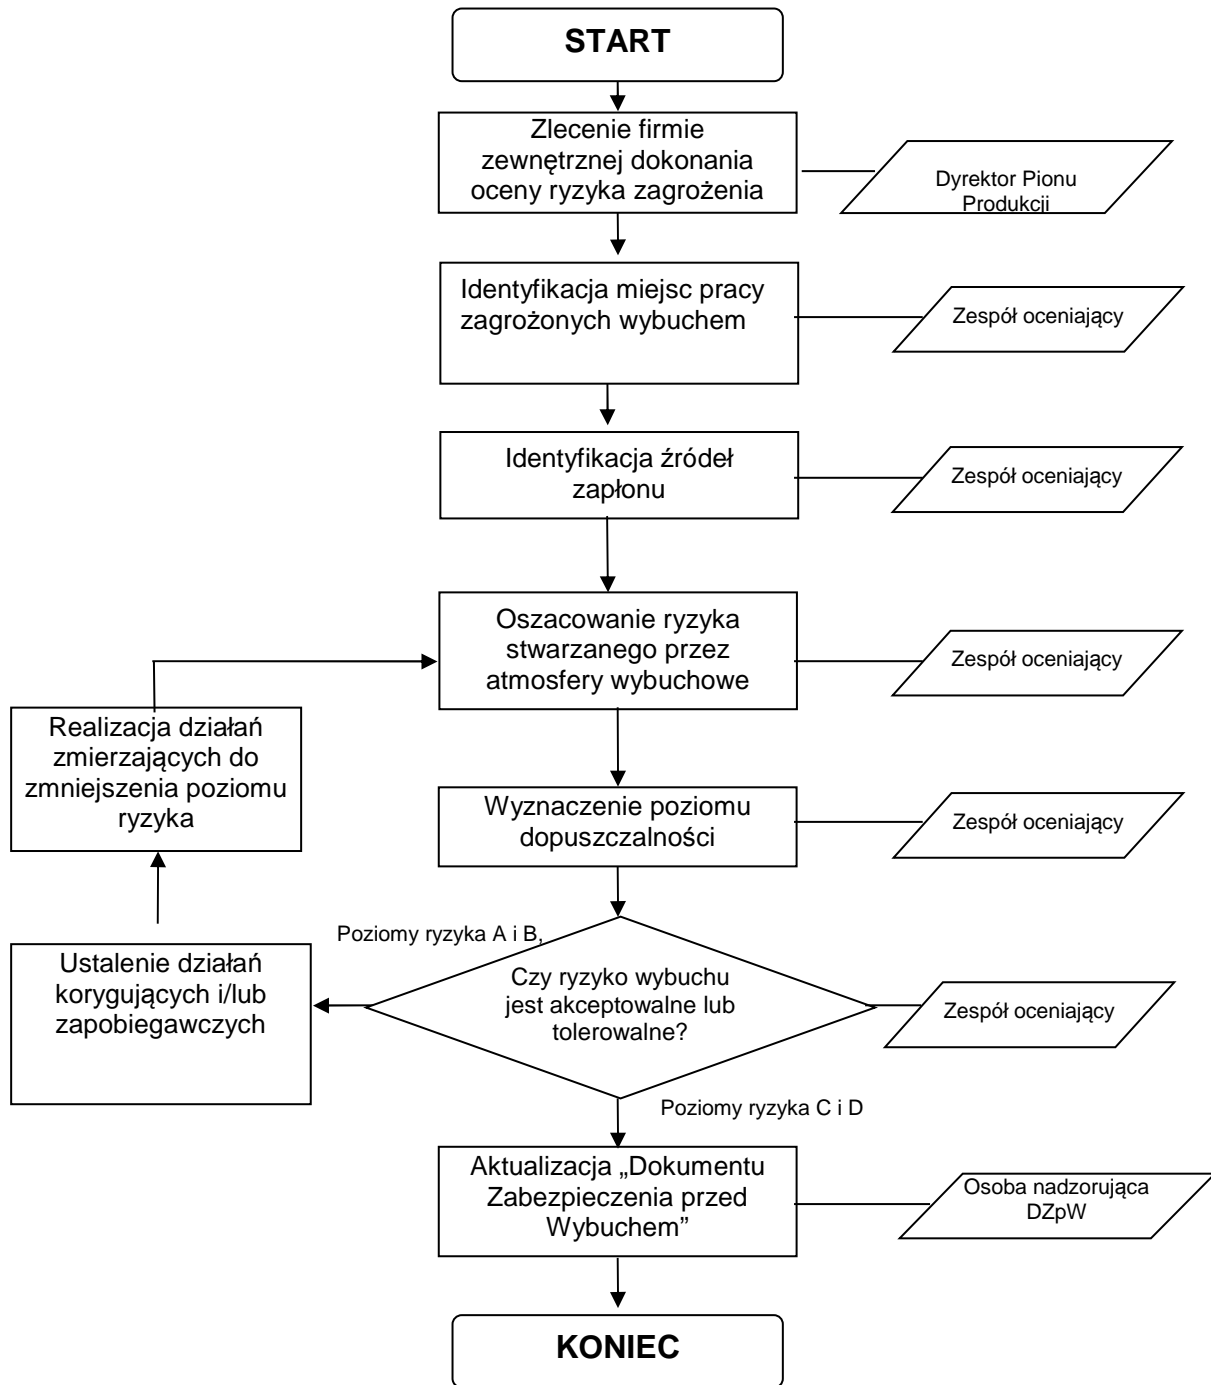 START
Zlecenie firmie
zewnętrznej dokonania
oceny ryzyka zagrożenia
Dyrektor Pionu
Produkcji
Identyfikacja miejsc pracy
zagrożonych wybuchem
Zespół oceniający
Identyfikacja źródeł
zapłonu
Zespół oceniający
Oszacowanie ryzyka
stwarzanego przez
atmosfery wybuchowe
Zespół oceniający
Realizacja działań
zmierzających do
zmniejszenia poziomu
ryzyka
Wyznaczenie poziomu
dopuszczalności
Zespół oceniający
Poziomy ryzyka A i B,
Ustalenie działań
korygujących i/lub
zapobiegawczych
Czy ryzyko wybuchu
jest akceptowalne lub
tolerowalne?
Zespół oceniający
Poziomy ryzyka C i D
Aktualizacja „Dokumentu
Zabezpieczenia przed
Wybuchem”
Osoba nadzorująca
DZpW
KONIEC